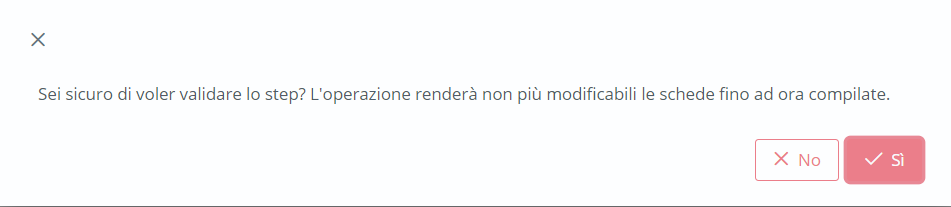 Sei sicuro di voler validare lo step? L'operazione renderà non più modificabili le schede fino ad ora compilate.
No
Sì